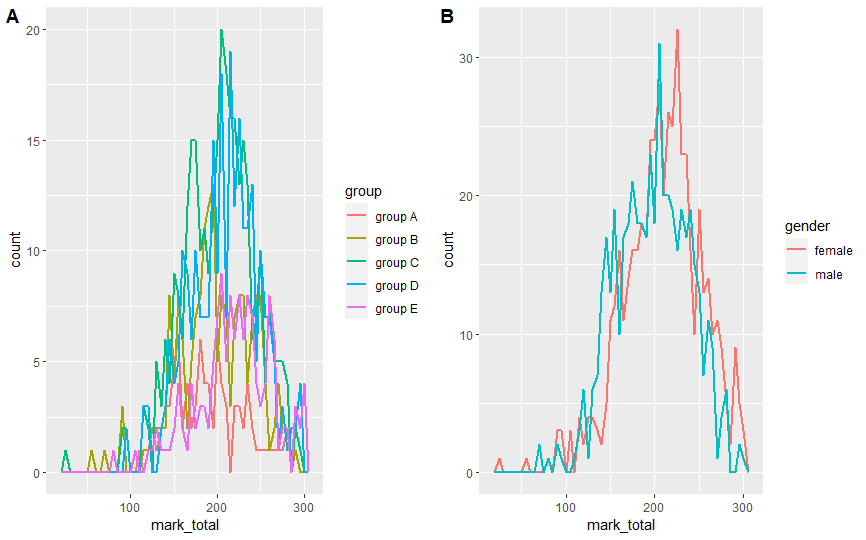 A
20
15
10
5
0
count
100
200
300
mark_total
group
group A
group B
group C
group D
group E
B
30
20
10
0
count
100
200
300
mark_total
gender
female
male